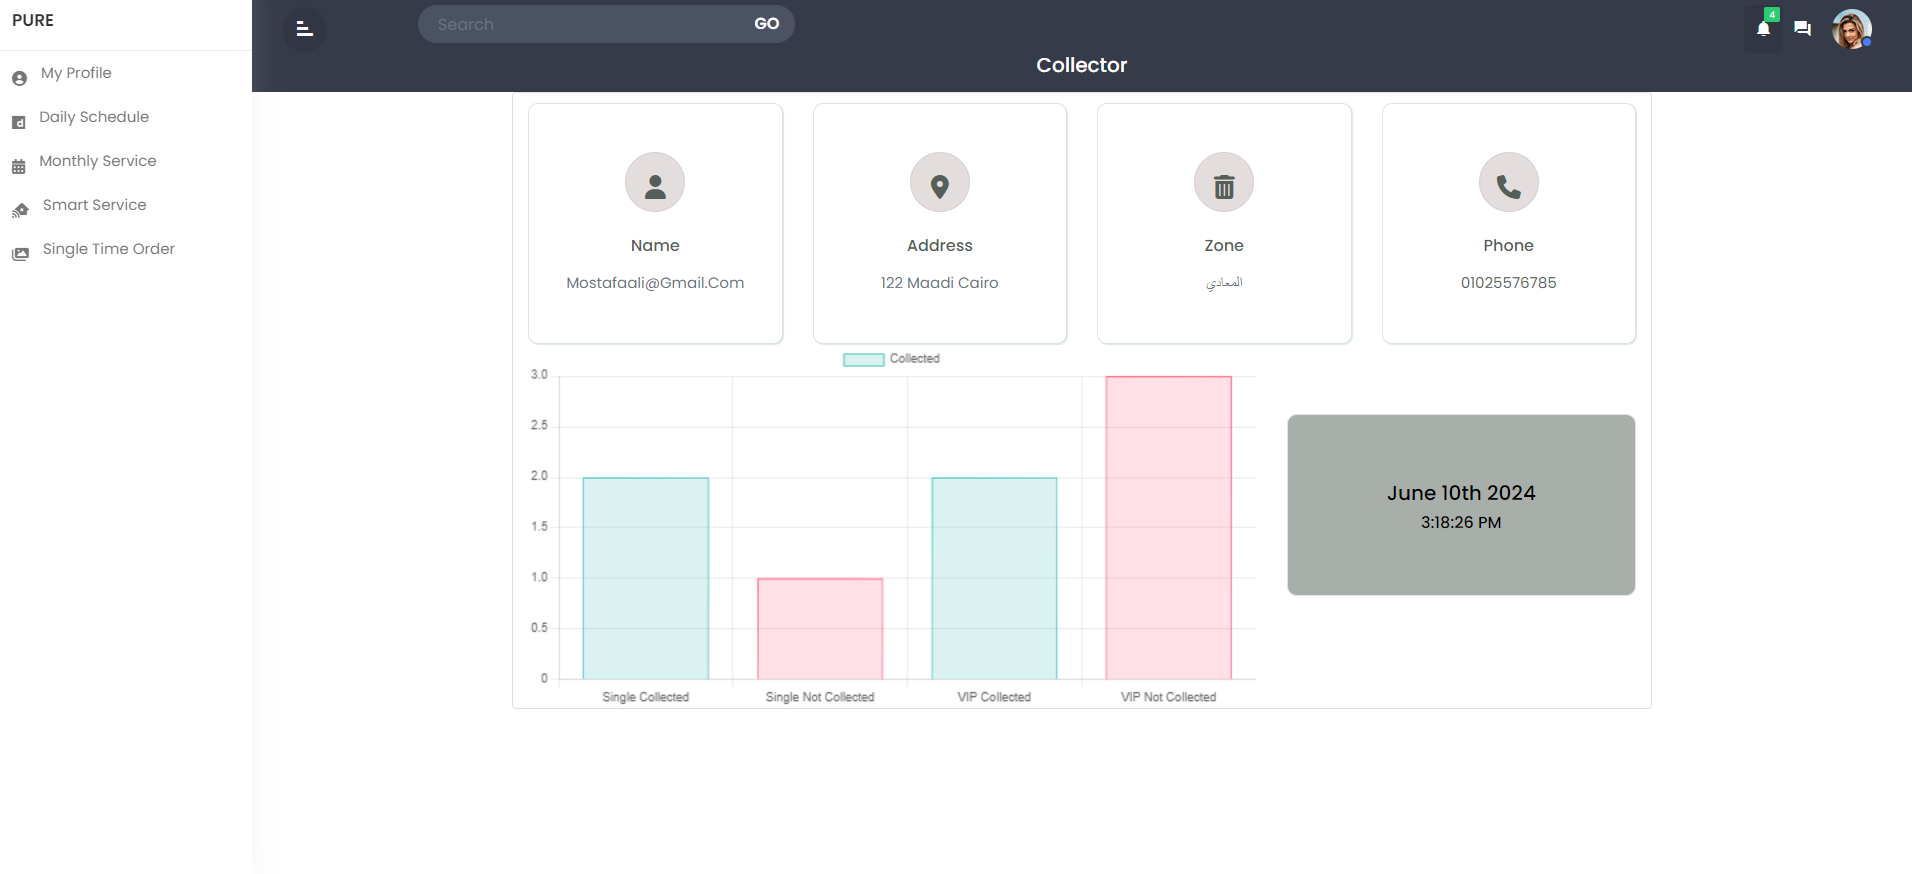 PURE
My Profile
Daily Schedule
Monthly Service
Smart Service
Single Time Order
Search
GO
4
Collector
Name
Mostafaali@Gmail.Com
Address
122 Maadi Cairo
Zone
المعادي
Phone
01025576785
Collected
3.0
2.5
2.0
1.5
1.0
0.5
0
Single Collected
Single Not Collected
VIP Collected
VIP Not Collected
June 10th 2024
3:18:26 PM